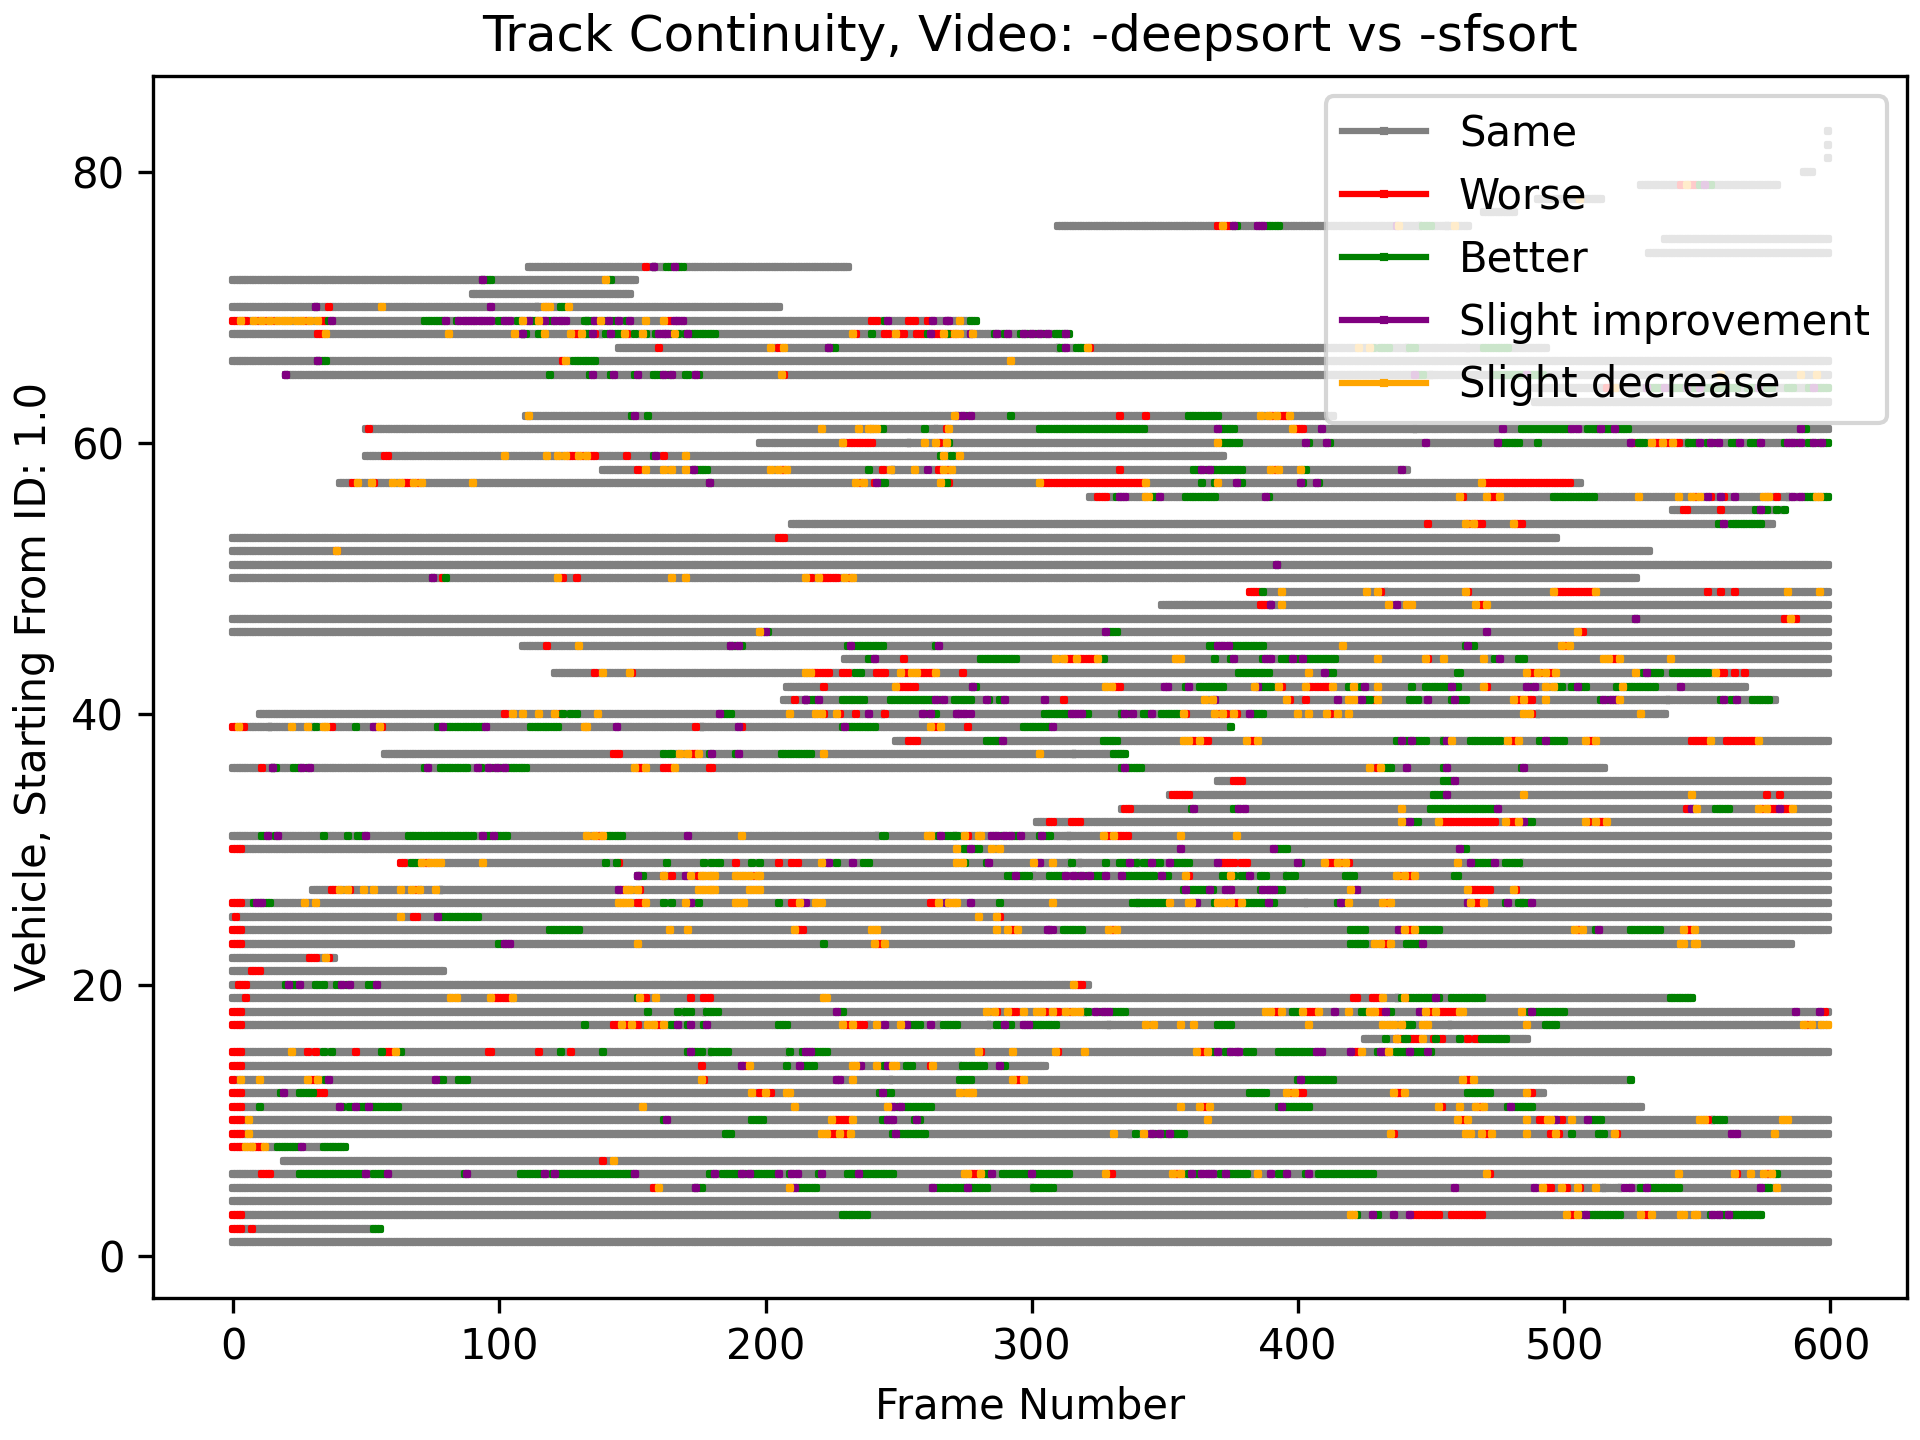 Track Continuity, Video: -deepsort vs -sfsort
Same
Worse
Better
Slight improvement
Slight decrease
80
60
40
20
0
Vehicle, Starting From ID: 1.0
0 100 200 300 400 500 600
Frame Number